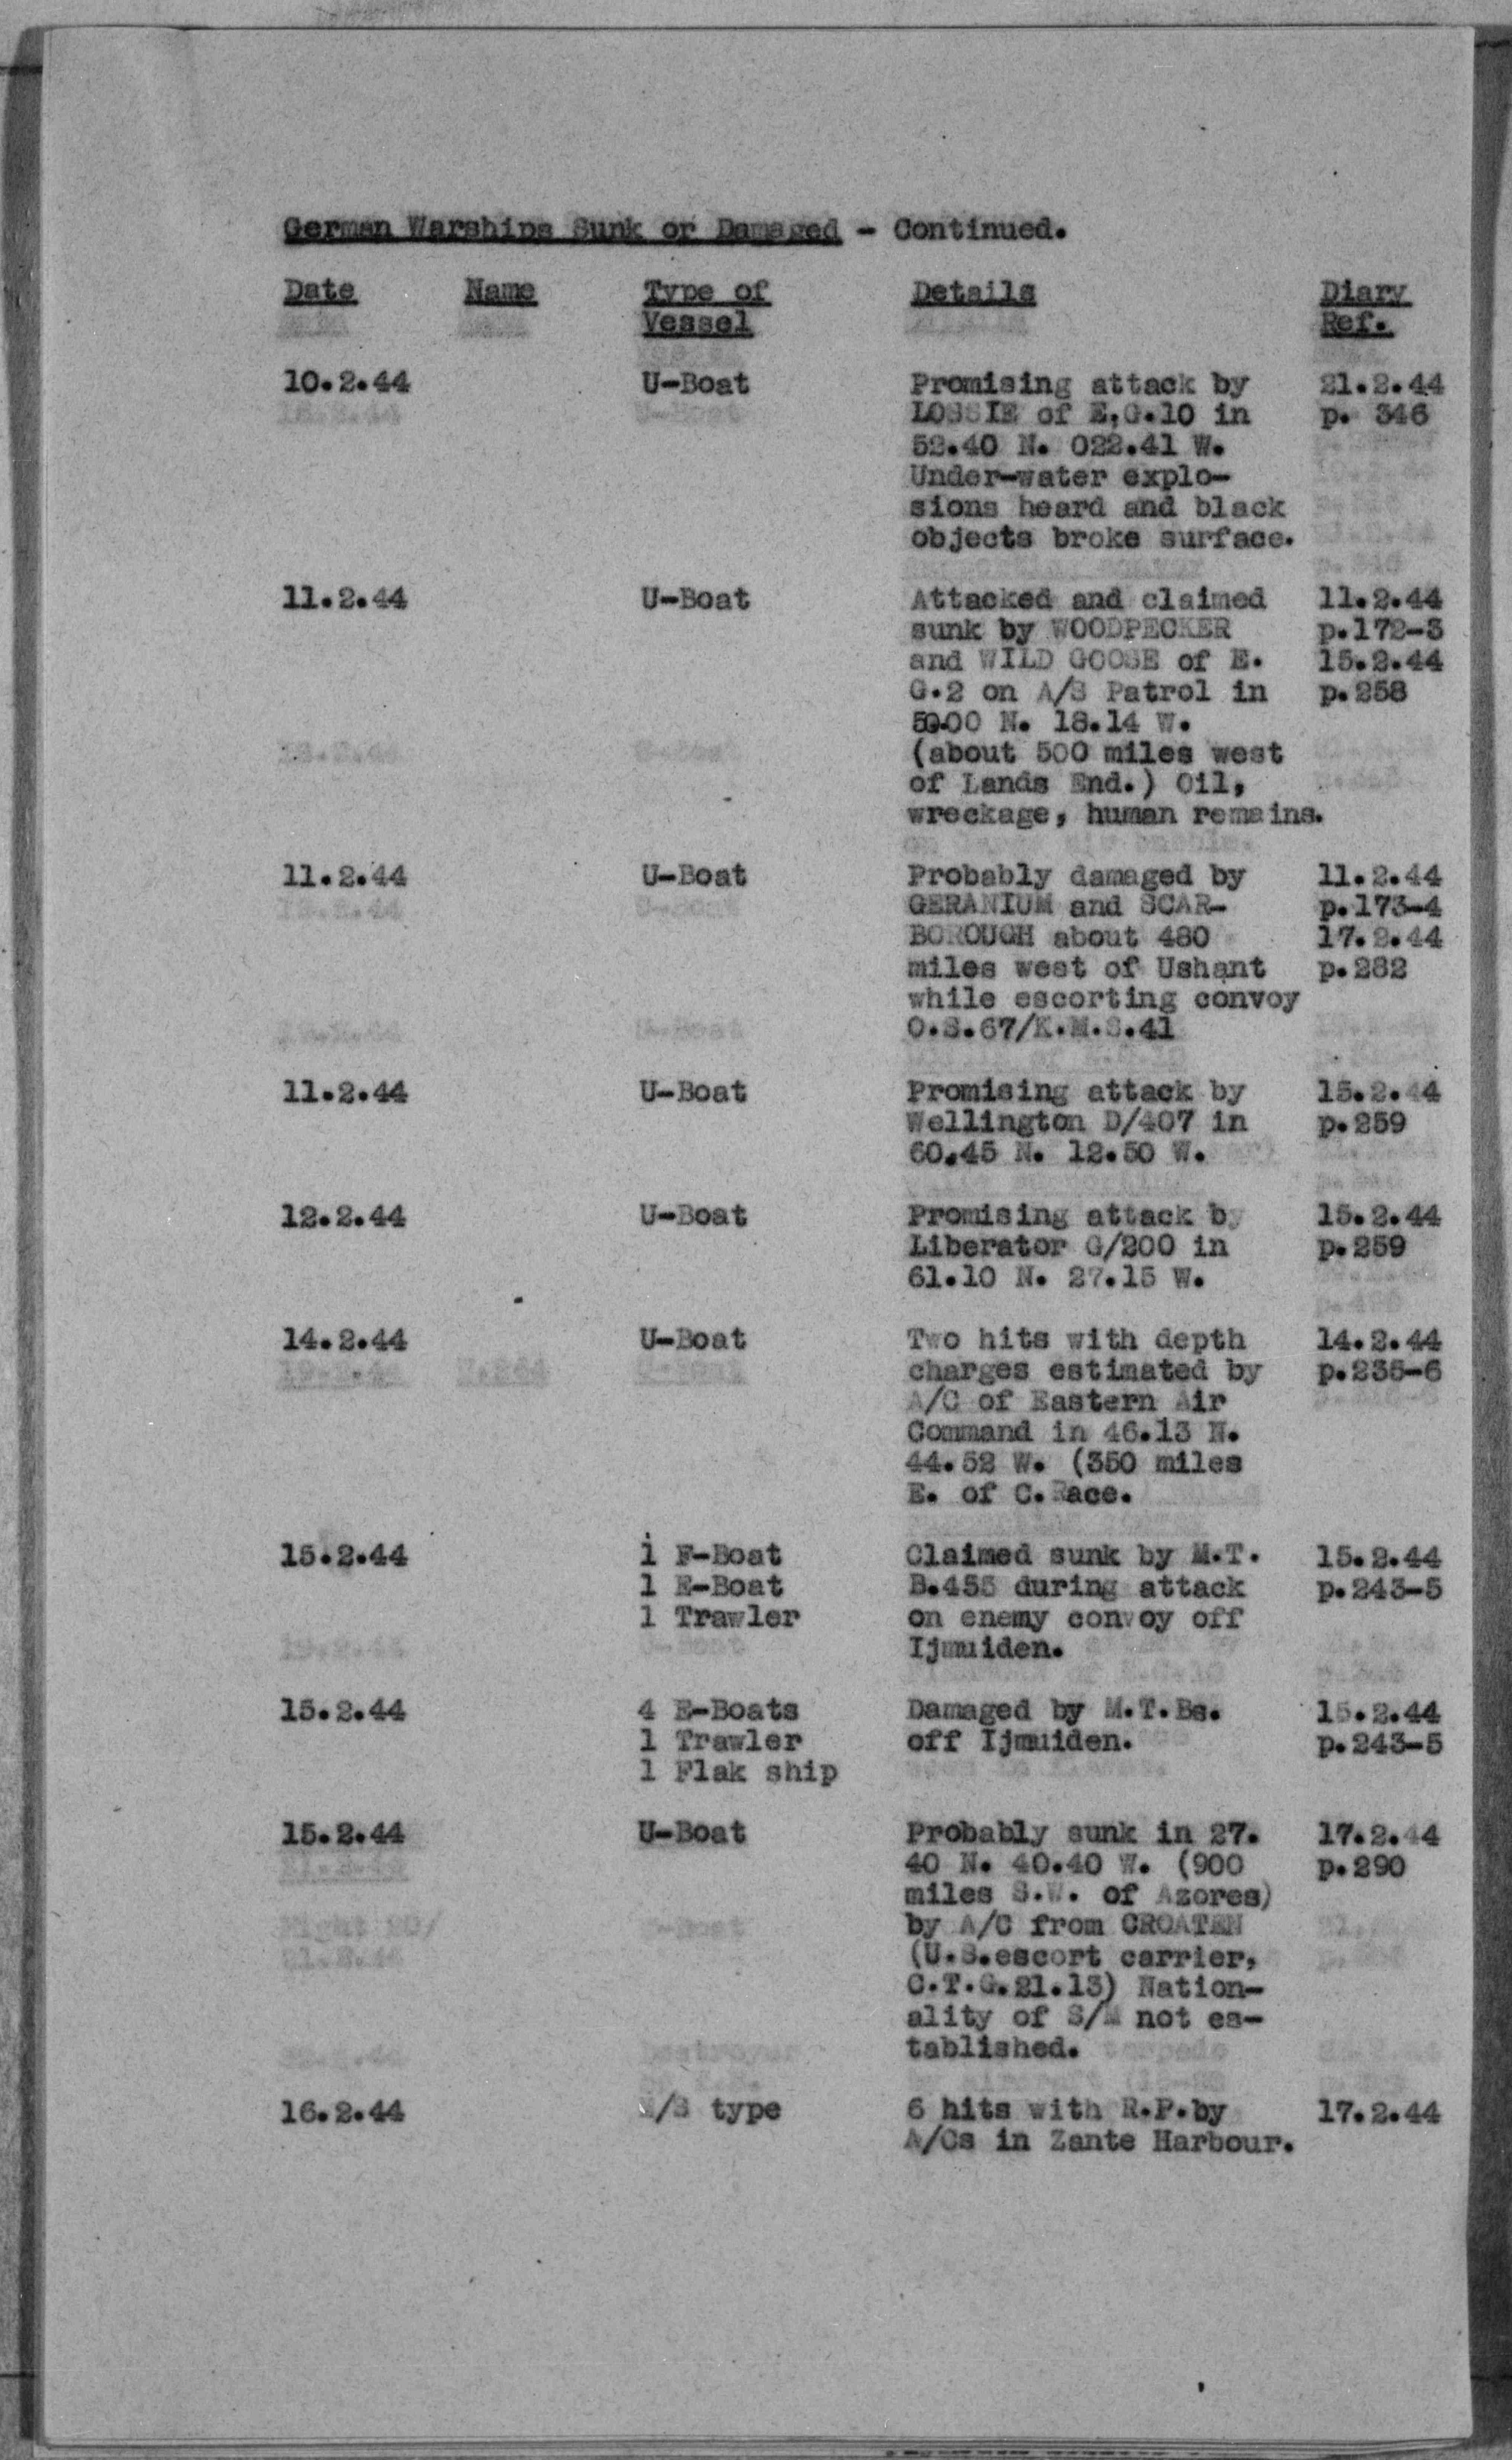 German Warships Sunk or Damaged - Continued.
Date Name Type of Vessel Details Diary Ref.
10.2.44 U-Boat Promising attack by 21.2.44
LOSSIE of E.G.10 in p. 346
52.40 N. 022.41 W.
Under-water explo-
sions heard and black
objects broke surface.
11.2.44 U-Boat Attacked and claimed 11.2.44
sunk by WOODPECKER p.172-3
and WILD GOOSE of E. 15.2.44
G.2 on A/S Patrol in p.258
N. 18.14 W.
(about 500 miles west
of Lands End.) Oil,
wreckage, human remains.
11.2.44 U-Boat Probably damaged by 11.2.44
GERANIUM and SCAR- p.173-4
BOROUGH about 480 17.2.44
miles west of Ushant p.282
while escorting convoy
O.S.67/K.M.S.41
11.2.44 U-Boat Promising attack by 15.2.44
Wellington D/407 in p.259
60.45 N. 12.50 W.
12.2.44 U-Boat Promising attack by 15.2.44
Liberator G/200 in p.259
61.10 N. 27.15 W.
14.2.44 U-Boat Two hits with depth 14.2.44
charges estimated by p.235-6
A/C of Eastern Air
Command in 46.13 N.
44.52 W. (350 miles
E. of C.Race.
15.2.44 1 F-Boat Claimed sunk by M.T. 15.2.44
1 E-Boat B.455 during attack p.243-5
1 Trawler on enemy convoy off
Ijmuiden.
15.2.44 4 E-Boats Damaged by M.T.Bs. 15.2.44
1 Trawler off Ijmuiden. p.243-5
1 Flak ship
15.2.44 U-Boat Probably sunk in 27. 17.2.44
40 N. 40.40 W. (900 p.290
miles S.W. of Azores)
by A/C from CROATEN
(U.S.escort carrier,
C.T.G.21.13) Nation-
ality of S/M not es-
tablished.
16.2.44 type 6 hits with R.P.by 17.2.44
A/Cs in Zante Harbour.